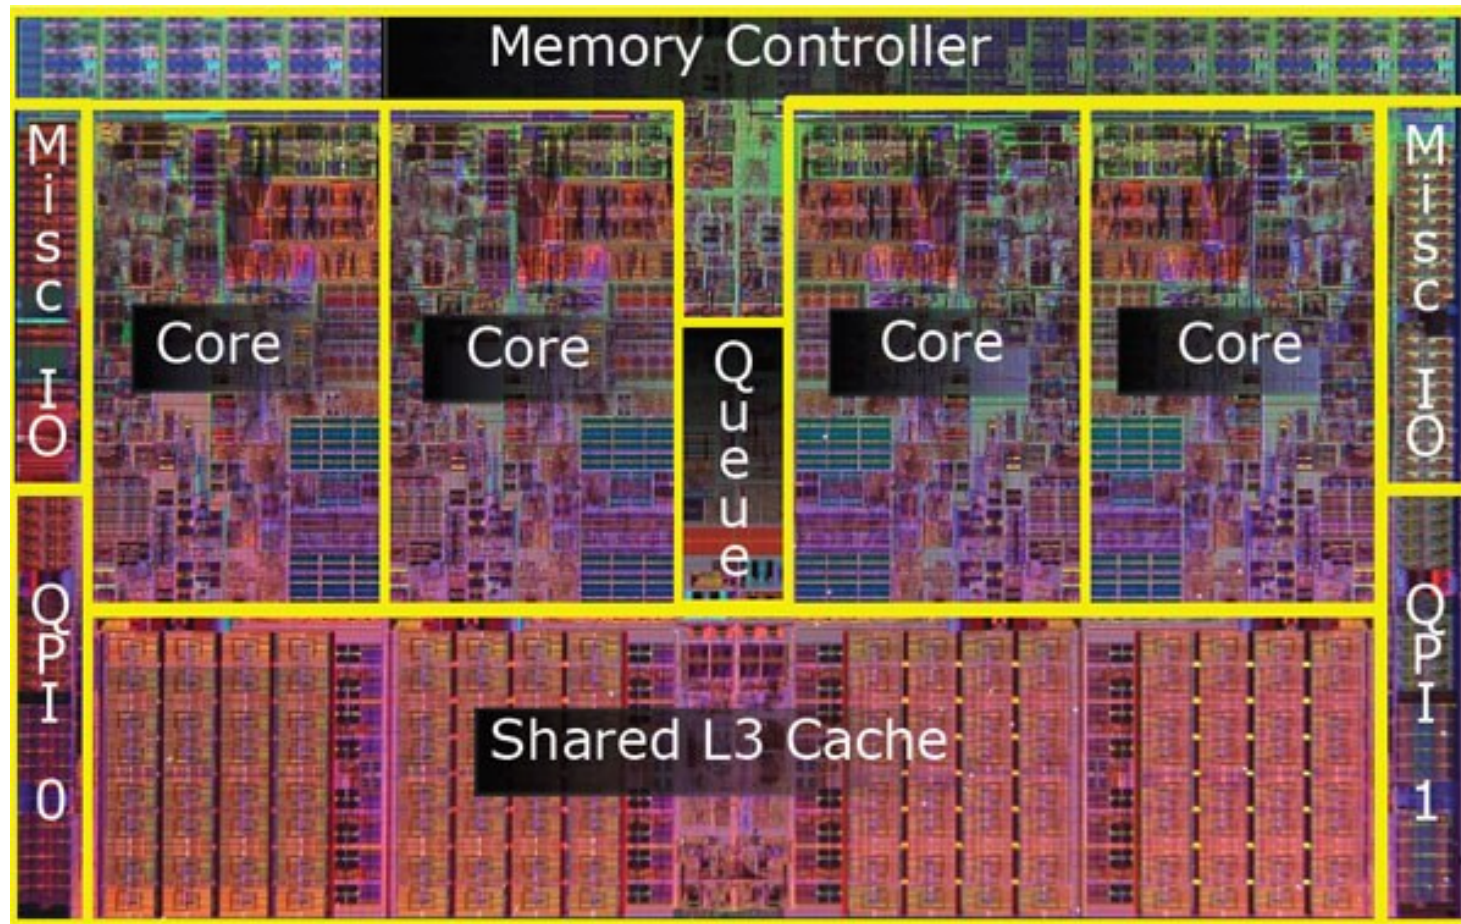 Memory Controller
Misc IO
Core
Core
Queue
Core
Core
Misc IO
QPI 0
Shared L3 Cache
QPI 1